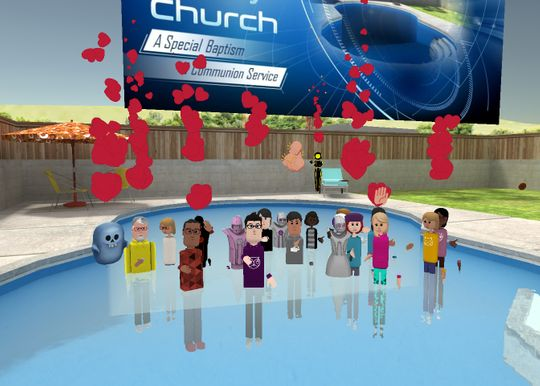 Church
A Special Baptism
Communion Service